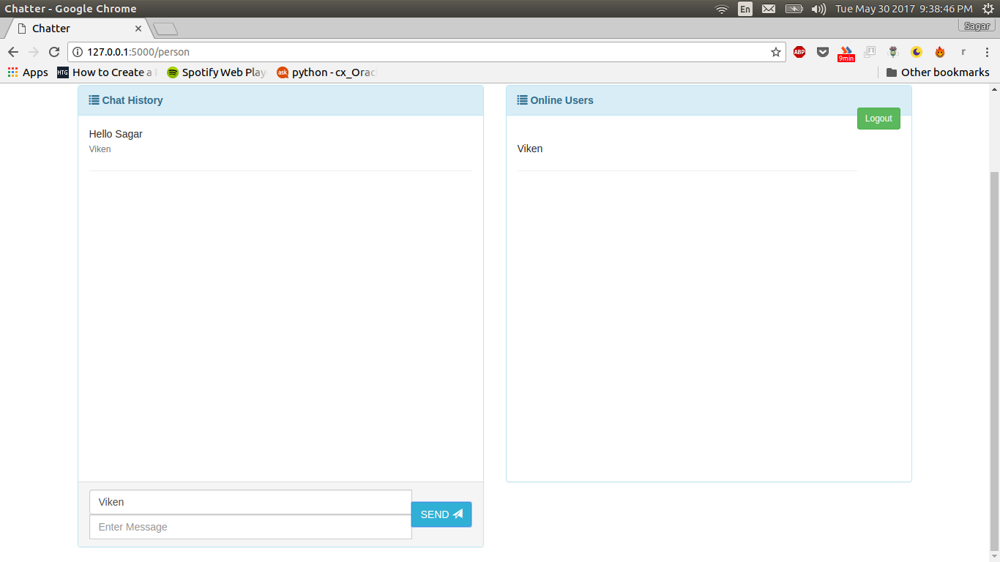 Chatter - Google Chrome
En
Tue May 30 2017 9:38:46 PM
Chatter
Sagar
127.0.0.1:5000/person
ABP
9min
r
Apps
HTG
How to Create a
Spotify Web Play
ask
python - cx_Orac
Other bookmarks
Chat History
Online Users
Logout
Hello Sagar
Viken
Viken
Viken
Enter Message
SEND